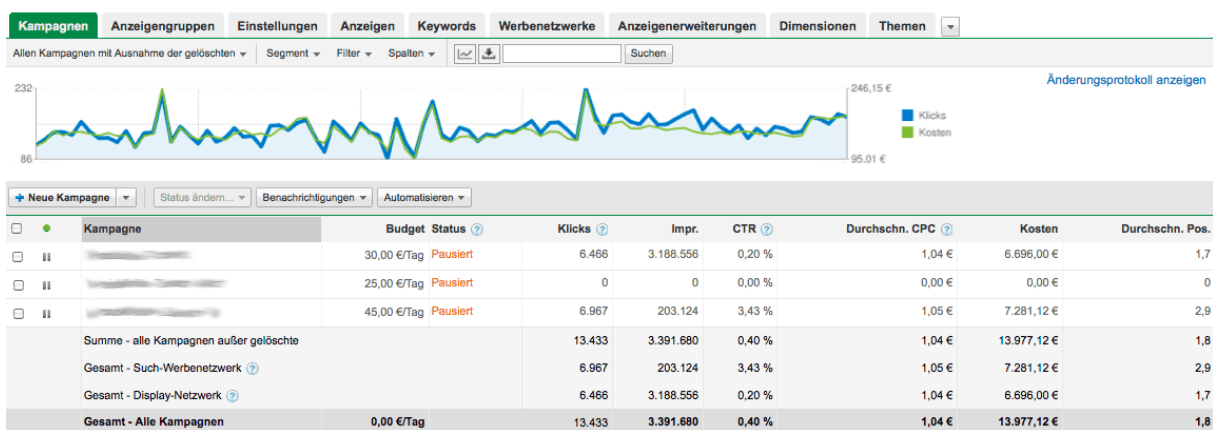 Kampagnen Anzeigengruppen Einstellungen Anzeigen Keywords Werbenetzwerke Anzeigenerweiterungen Dimensionen Themen
Allen Kampagnen mit Ausnahme der gelöschten Segment Filter Spalten Suchen
Änderungsprotokoll anzeigen
232 246,15 €
Klicks
Kosten
86 95,01 €
+ Neue Kampagne Status ändern... Benachrichtigungen Automatisieren
Kampagne Budget Status ? Klicks ? Impr. CTR ? Durchschn. CPC ? Kosten Durchschn. Pos.
30,00 €/Tag Pausiert 6.466 3.188.556 0,20 % 1,04 € 6.696,00 € 1,7
25,00 €/Tag Pausiert 0 0 0,00 % 0,00 € 0,00 € 0
45,00 €/Tag Pausiert 6.967 203.124 3,43 % 1,05 € 7.281,12 € 2,9
Summe - alle Kampagnen außer gelöschte 13.433 3.391.680 0,40 % 1,04 € 13.977,12 € 1,8
Gesamt - Such-Werbenetzwerk ? 6.967 203.124 3,43 % 1,05 € 7.281,12 € 2,9
Gesamt - Display-Netzwerk ? 6.466 3.188.556 0,20 % 1,04 € 6.696,00 € 1,7
Gesamt - Alle Kampagnen 0,00 €/Tag 13.433 3.391.680 0,40 % 1,04 € 13.977,12 € 1,8